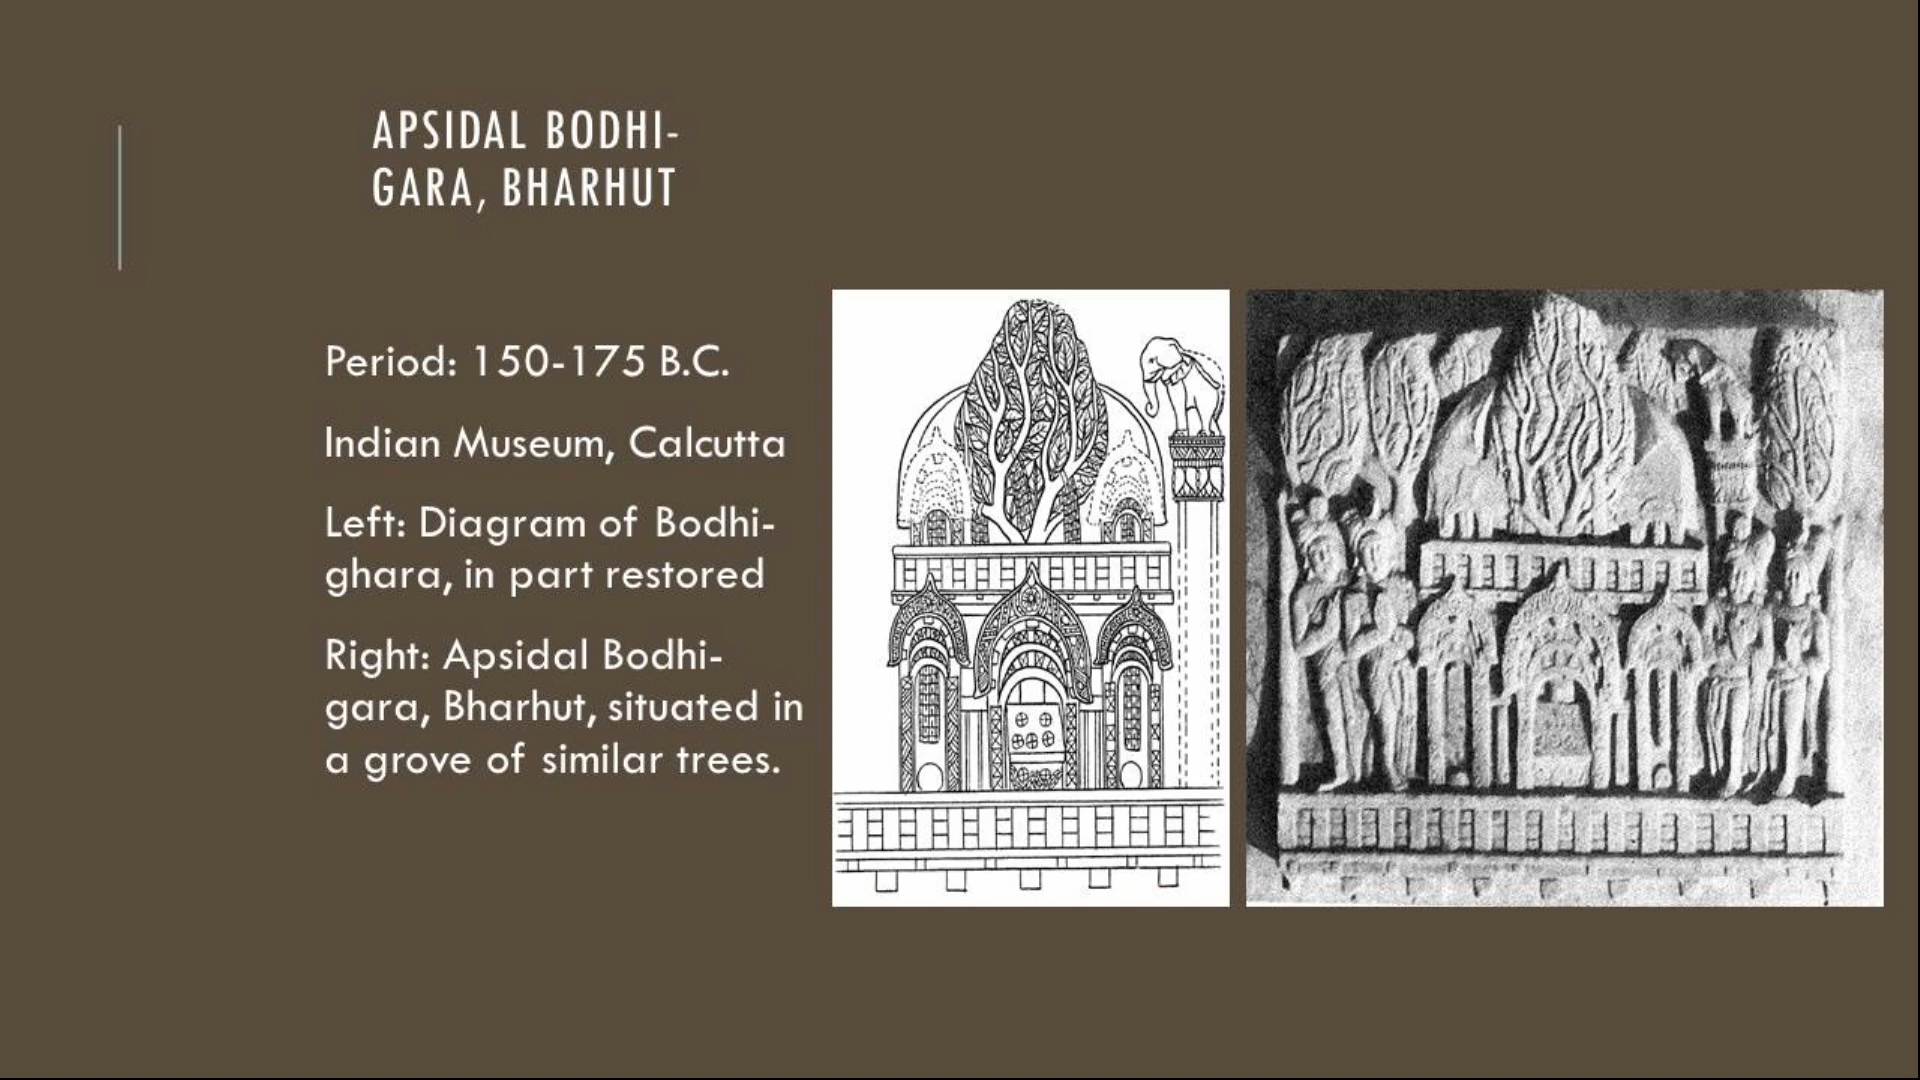 APSIDAL BODHI-
GARA, BHARHUT
Period: 150-175 B.C.
Indian Museum, Calcutta
Left: Diagram of Bodhi-
ghara, in part restored
Right: Apsidal Bodhi-
gara, Bharhut, situated in
a grove of similar trees.